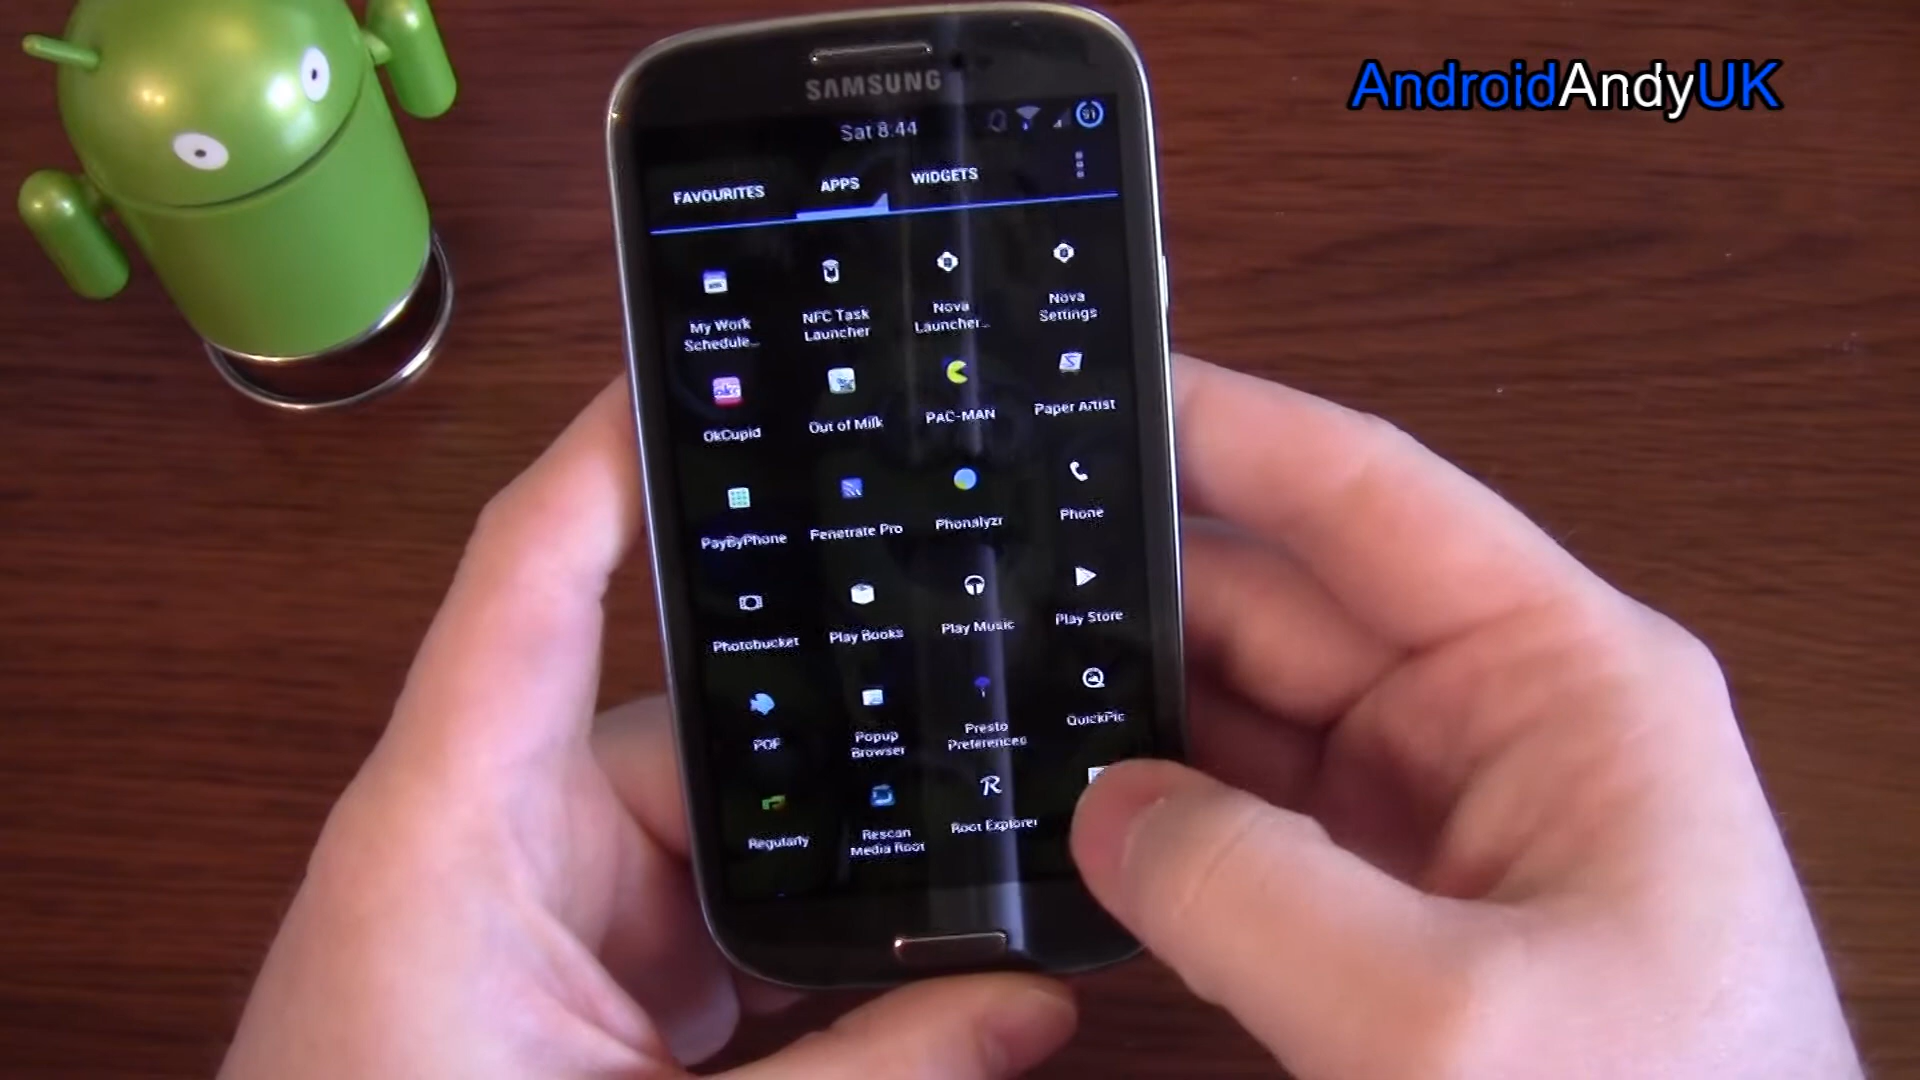 AndroidAndyUK
SAMSUNG
Sat 8:44
91
FAVOURITES
APPS
WIDGETS
My Work
Schedule...
NFC Task
Launcher
Nova
Launcher...
Nova
Settings
OkCupid
Out of Milk
PAC-MAN
Paper Artist
PayByPhone
Penetrate Pro
Phonalyzr
Phone
Photobucket
Play Books
Play Music
Play Store
POF
Popup
Browser
Presto
Preferences
QuickPic
Regularly
Rescan
Media Root
R
Root Explorer